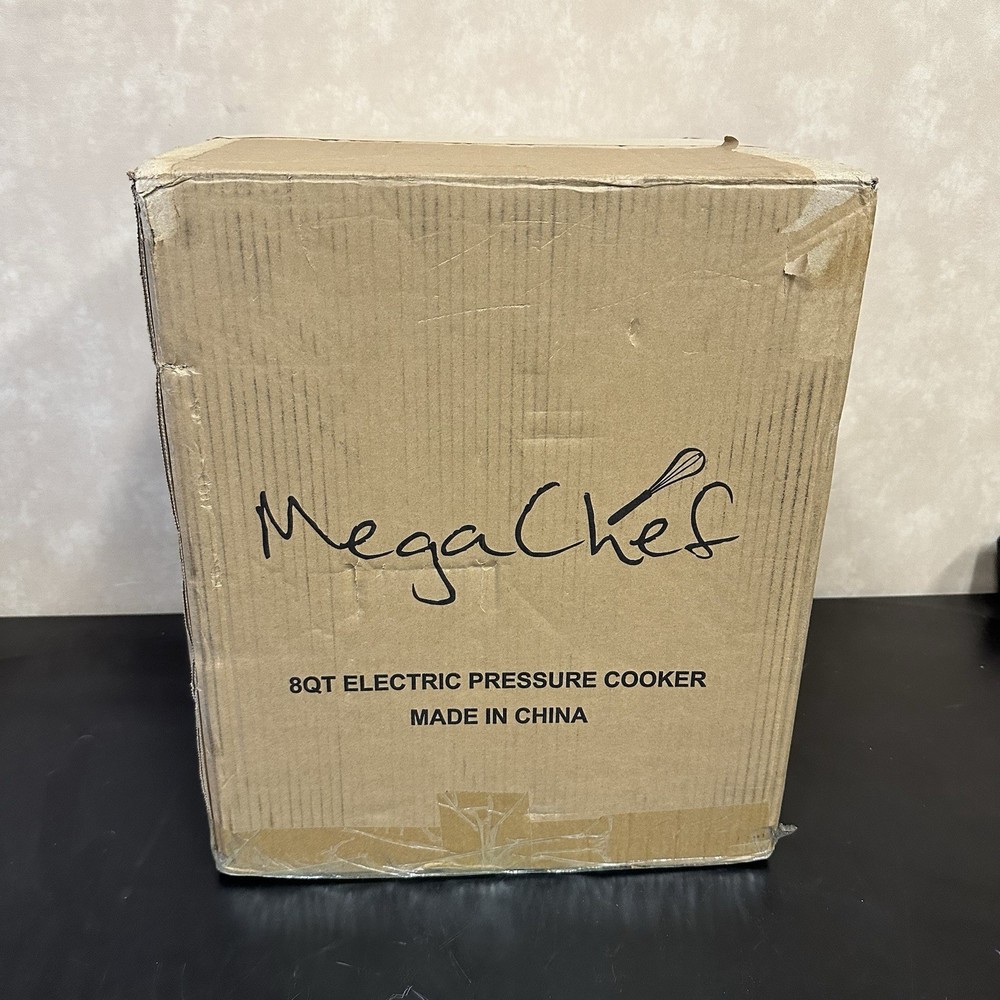 MegaChef
8QT ELECTRIC PRESSURE COOKER
MADE IN CHINA